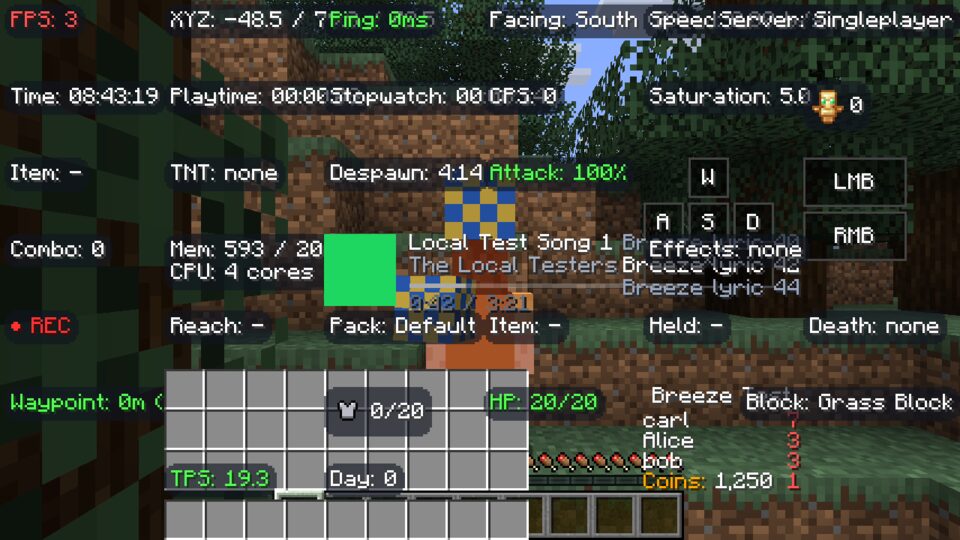 FPS: 3
XYZ: -48.5 / 7
Ping: 0ms
Facing: South
Speed
Server: Singleplayer
Time: 08:43:19
Playtime: 00:00
Stopwatch: 00
CPS: 0
Saturation: 5.0
0
Item: -
TNT: none
Despawn: 4:14
Attack: 100%
W
LMB
A S D
RMB
Combo: 0
Mem: 593 / 20
CPU: 4 cores
Local Test Song 1
The Local Testers
0:00 / 3:21
Breeze lyric
Effects: none
Breeze lyric 42
Breeze lyric 44
• REC
Reach: -
Pack: Default
Item: -
Held: -
Death: none
Waypoint: 0m (
0/20
HP: 20/20
Breeze Test
Block: Grass Block
carl 7
Alice 3
bob 3
Coins: 1,250 1
TPS: 19.3
Day: 0